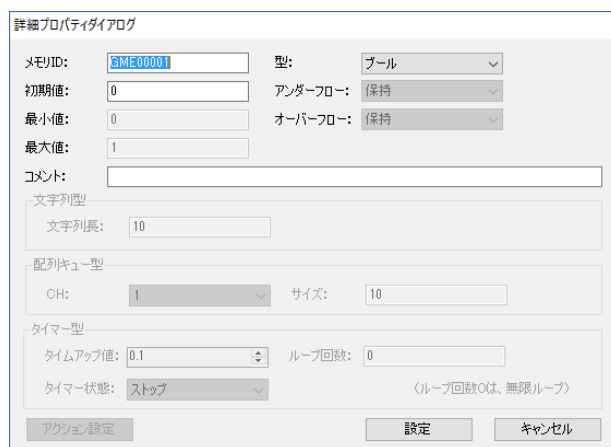 詳細プロパティダイアログ
メモリID: GME00001 型: ブール
初期値: 0 アンダーフロー: 保持
最小値: 0 オーバーフロー: 保持
最大値: 1
コメント:
文字列型
文字列長: 10
配列キュー型
CH: 1 サイズ: 10
タイマー型
タイムアップ値: 0.1 ループ回数: 0
タイマー状態: ストップ (ループ回数0は、無限ループ)
アクション設定 設定 キャンセル